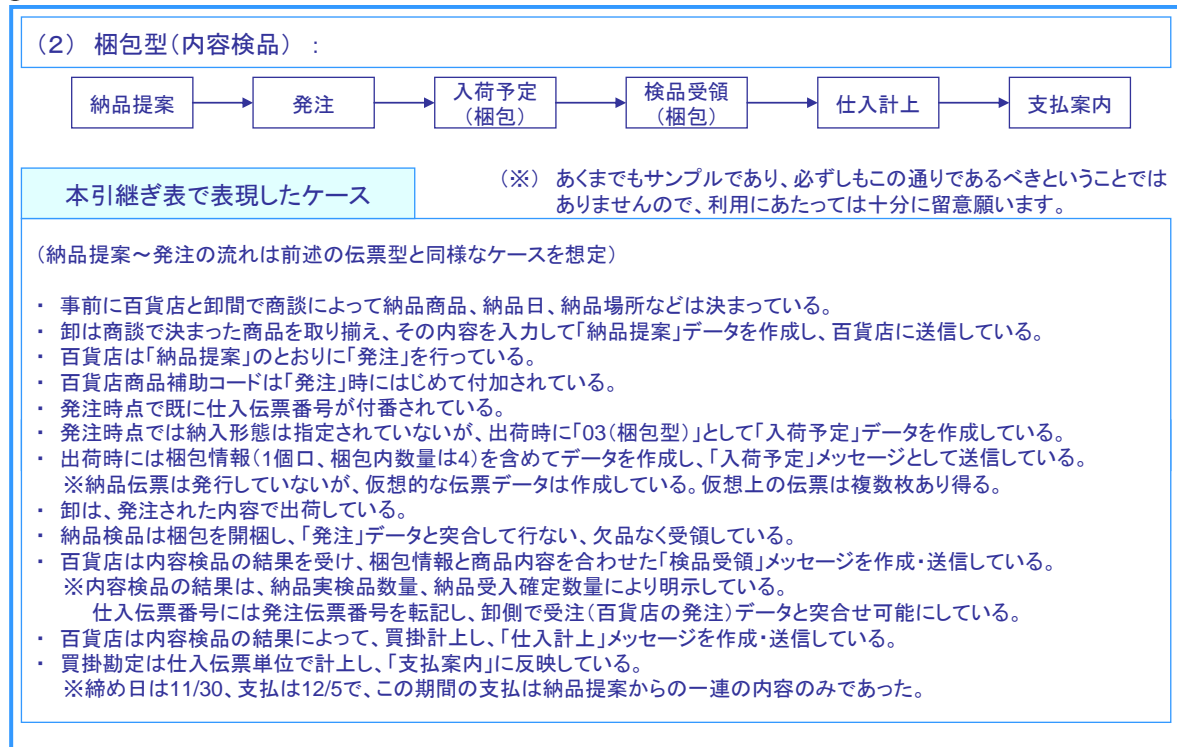 （２） 梱包型（内容検品） :
納品提案
発注
入荷予定
（梱包）
検品受領
（梱包）
仕入計上
支払案内
本引継ぎ表で表現したケース
（※） あくまでもサンプルであり、必ずしもこの通りであるべきということでは
ありませんので、利用にあたっては十分に留意願います。
（納品提案～発注の流れは前述の伝票型と同様なケースを想定）
・ 事前に百貨店と卸間で商談によって納品商品、納品日、納品場所などは決まっている。
・ 卸は商談で決まった商品を取り揃え、その内容を入力して「納品提案」データを作成し、百貨店に送信している。
・ 百貨店は「納品提案」のとおりに「発注」を行っている。
・ 百貨店商品補助コードは「発注」時にはじめて付加されている。
・ 発注時点で既に仕入伝票番号が付番されている。
・ 発注時点では納入形態は指定されていないが、出荷時に「03（梱包型）」として「入荷予定」データを作成している。
・ 出荷時には梱包情報（1個口、梱包内数量は4）を含めてデータを作成し、「入荷予定」メッセージとして送信している。
※納品伝票は発行していないが、仮想的な伝票データは作成している。仮想上の伝票は複数枚あり得る。
・ 卸は、発注された内容で出荷している。
・ 納品検品は梱包を開梱し、「発注」データと突合して行ない、欠品なく受領している。
・ 百貨店は内容検品の結果を受け、梱包情報と商品内容を合わせた「検品受領」メッセージを作成・送信している。
※内容検品の結果は、納品実検品数量、納品受入確定数量により明示している。
仕入伝票番号には発注伝票番号を転記し、卸側で受注（百貨店の発注）データと突合せ可能にしている。
・ 百貨店は内容検品の結果によって、買掛計上し、「仕入計上」メッセージを作成・送信している。
・ 買掛勘定は仕入伝票単位で計上し、「支払案内」に反映している。
※締め日は11/30、支払は12/5で、この期間の支払は納品提案からの一連の内容のみであった。